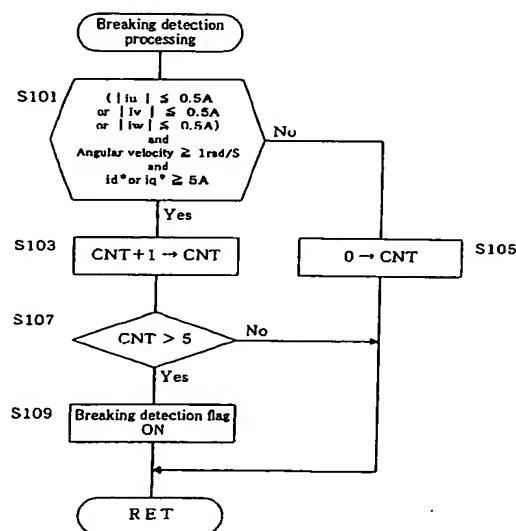 Breaking detection
processing
S101
(|iu| ≦ 0.5A
or |iv| ≦ 0.5A
or |iw| ≦ 0.5A)
and
Angular velocity ≧ 1rad/S
and
id* or iq* ≧ 5A
No
Yes
S103
CNT+1 → CNT
0 → CNT
S105
S107
CNT > 5
No
Yes
S109
Breaking detection flag
ON
RET